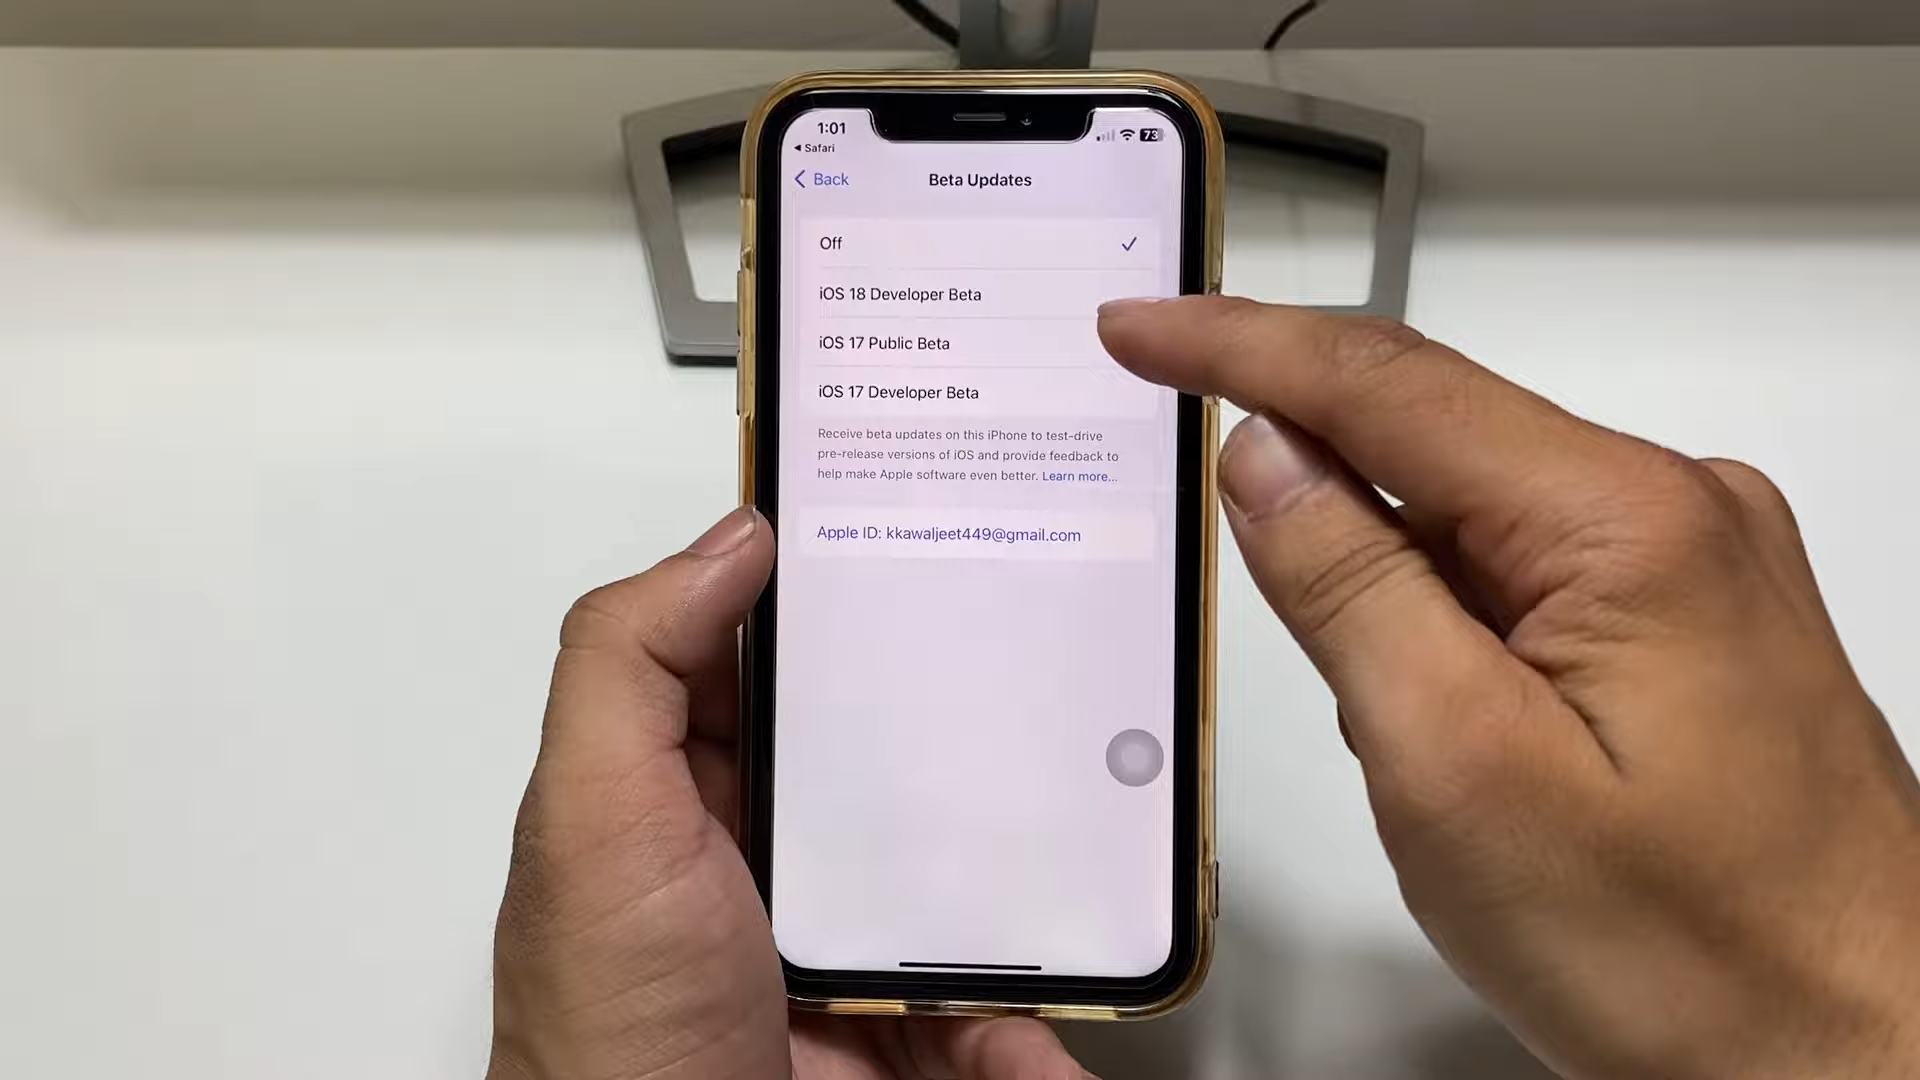 1:01
73
◀ Safari
Back
Beta Updates
Off
iOS 18 Developer Beta
iOS 17 Public Beta
iOS 17 Developer Beta
Receive beta updates on this iPhone to test-drive
pre-release versions of iOS and provide feedback to
help make Apple software even better. Learn more...
Apple ID: kkawaljeet449@gmail.com